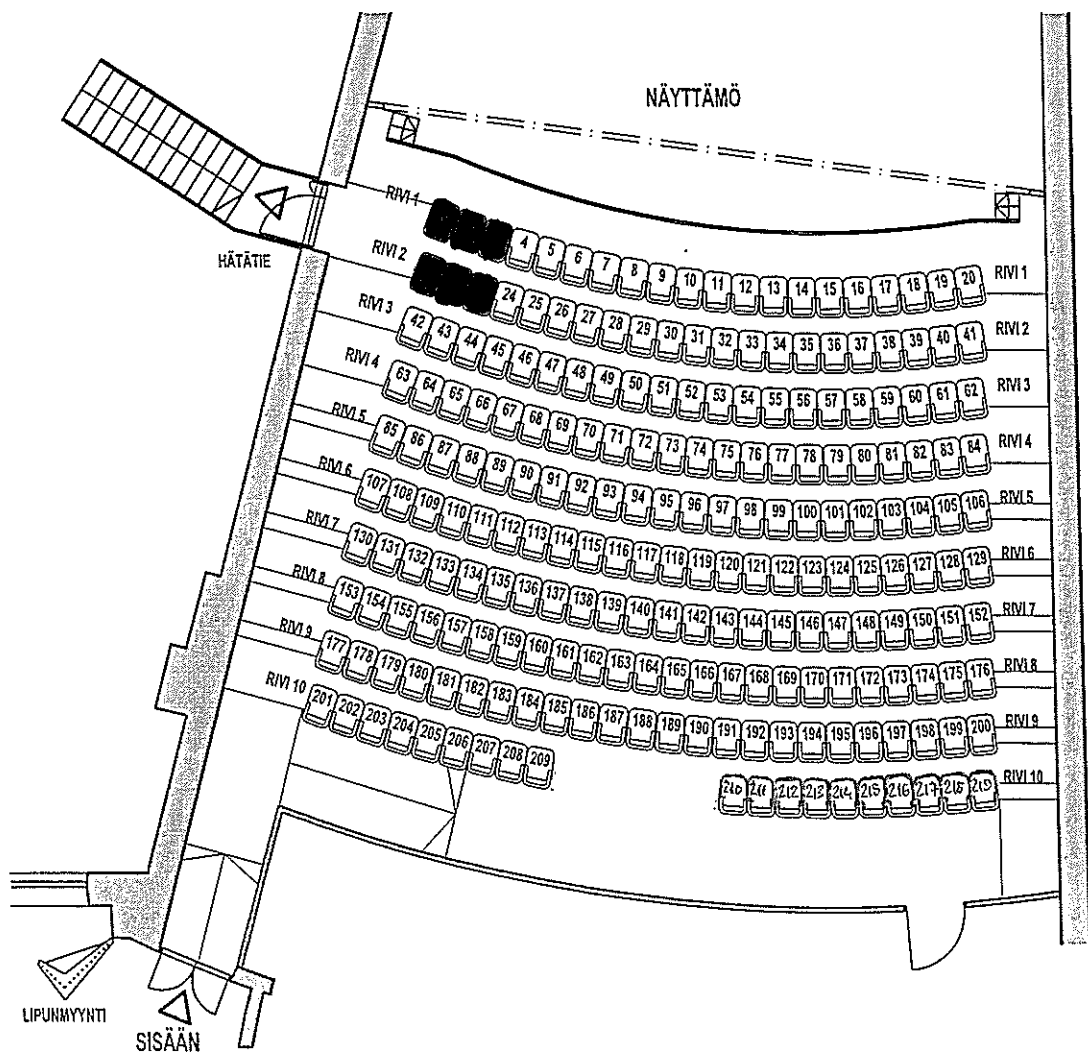 NÄYTTÄMÖ
HÄTÄTIE
RIVI 1 4 5 6 7 8 9 10 11 12 13 14 15 16 17 18 19 20 RIVI 1
RIVI 2 24 25 26 27 28 29 30 31 32 33 34 35 36 37 38 39 40 41 RIVI 2
RIVI 3 42 43 44 45 46 47 48 49 50 51 52 53 54 55 56 57 58 59 60 61 62 RIVI 3
RIVI 4 63 64 65 66 67 68 69 70 71 72 73 74 75 76 77 78 79 80 81 82 83 84 RIVI 4
RIVI 5 85 86 87 88 89 90 91 92 93 94 95 96 97 98 99 100 101 102 103 104 105 106 RIVI 5
RIVI 6 107 108 109 110 111 112 113 114 115 116 117 118 119 120 121 122 123 124 125 126 127 128 129 RIVI 6
RIVI 7 130 131 132 133 134 135 136 137 138 139 140 141 142 143 144 145 146 147 148 149 150 151 152 RIVI 7
RIVI 8 153 154 155 156 157 158 159 160 161 162 163 164 165 166 167 168 169 170 171 172 173 174 175 176 RIVI 8
RIVI 9 177 178 179 180 181 182 183 184 185 186 187 188 189 190 191 192 193 194 195 196 197 198 199 200 RIVI 9
RIVI 10 201 202 203 204 205 206 207 208 209 210 211 212 213 214 215 216 217 218 219 RIVI 10
LIPUNMYYNTI
SISÄÄN